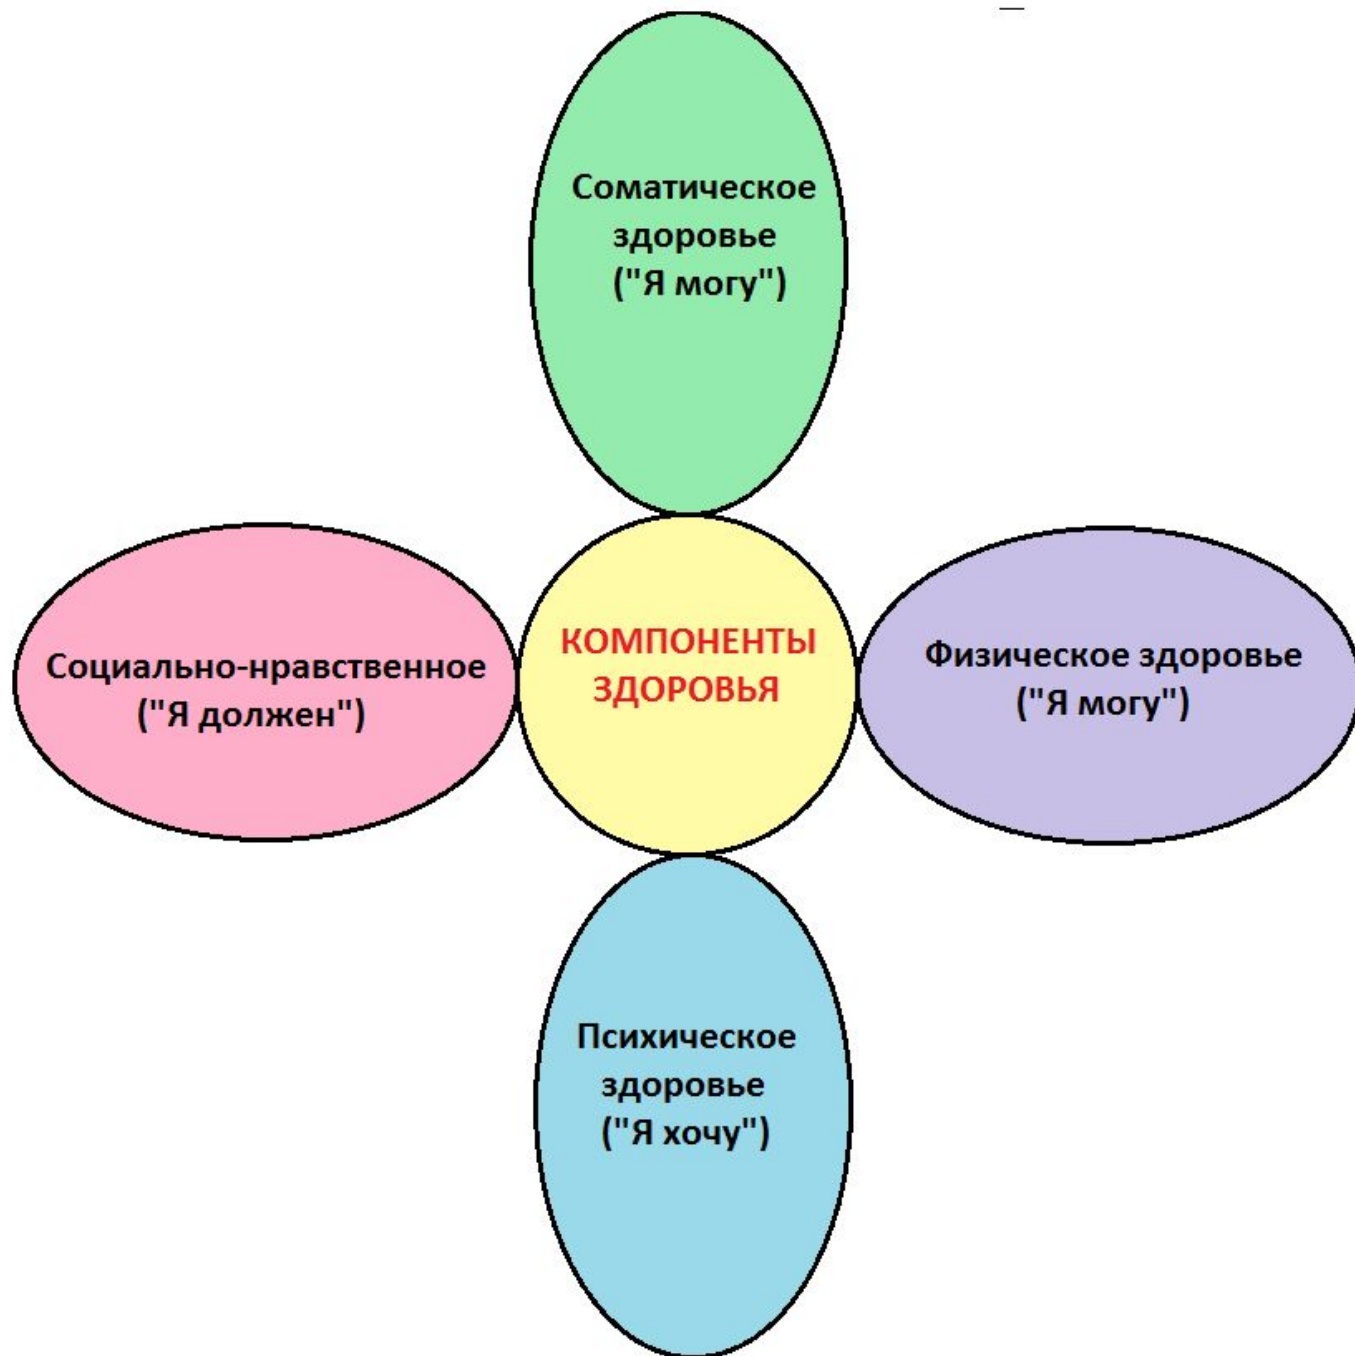 Соматическое
здоровье
("Я могу")
Социально-нравственное
("Я должен")
КОМПОНЕНТЫ
ЗДОРОВЬЯ
Физическое здоровье
("Я могу")
Психическое
здоровье
("Я хочу")